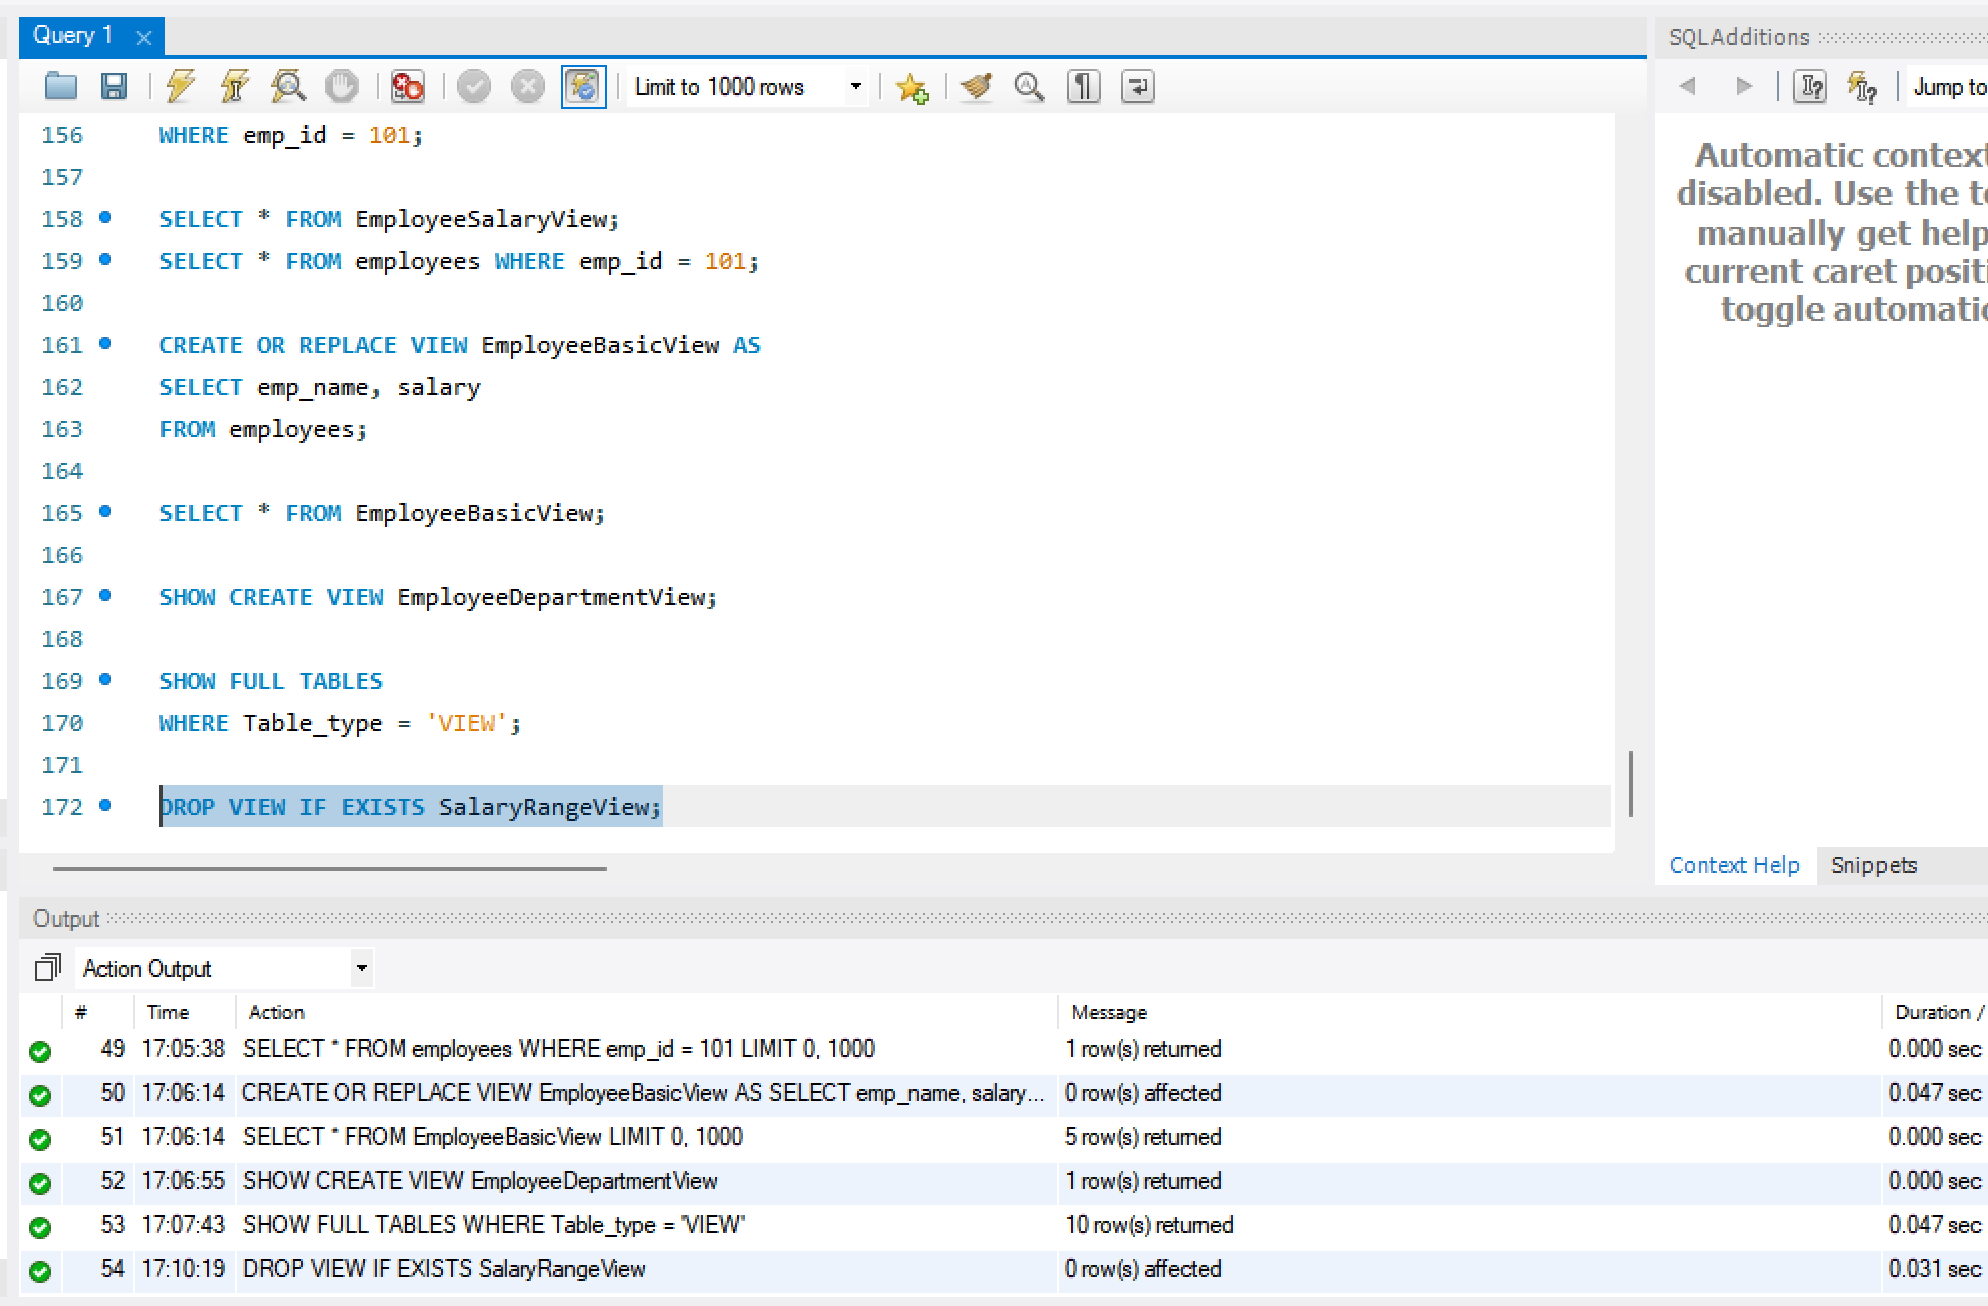 Query 1
SQLAdditions
Limit to 1000 rows
Jump to
156 WHERE emp_id = 101;
157
158 SELECT * FROM EmployeeSalaryView;
159 SELECT * FROM employees WHERE emp_id = 101;
160
161 CREATE OR REPLACE VIEW EmployeeBasicView AS
162 SELECT emp_name, salary
163 FROM employees;
164
165 SELECT * FROM EmployeeBasicView;
166
167 SHOW CREATE VIEW EmployeeDepartmentView;
168
169 SHOW FULL TABLES
170 WHERE Table_type = 'VIEW';
171
172 DROP VIEW IF EXISTS SalaryRangeView;
Automatic context
disabled. Use the to
manually get help
current caret positi
toggle automatic
Context Help Snippets
Output
Action Output
# Time Action Message Duration /
49 17:05:38 SELECT * FROM employees WHERE emp_id = 101 LIMIT 0, 1000 1 row(s) returned 0.000 sec
50 17:06:14 CREATE OR REPLACE VIEW EmployeeBasicView AS SELECT emp_name, salary... 0 row(s) affected 0.047 sec
51 17:06:14 SELECT * FROM EmployeeBasicView LIMIT 0, 1000 5 row(s) returned 0.000 sec
52 17:06:55 SHOW CREATE VIEW EmployeeDepartmentView 1 row(s) returned 0.000 sec
53 17:07:43 SHOW FULL TABLES WHERE Table_type = 'VIEW' 10 row(s) returned 0.047 sec
54 17:10:19 DROP VIEW IF EXISTS SalaryRangeView 0 row(s) affected 0.031 sec